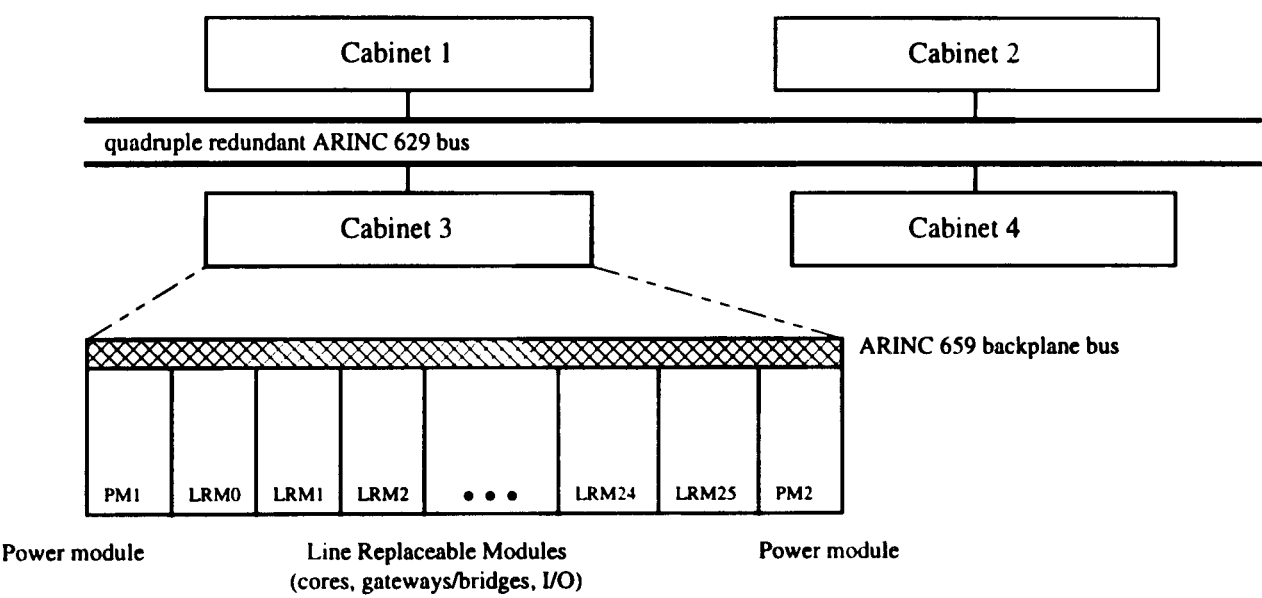 Cabinet 1
Cabinet 2
quadruple redundant ARINC 629 bus
Cabinet 3
Cabinet 4
ARINC 659 backplane bus
PM1 LRM0 LRM1 LRM2 • • • LRM24 LRM25 PM2
Power module
Line Replaceable Modules
(cores, gateways/bridges, I/O)
Power module